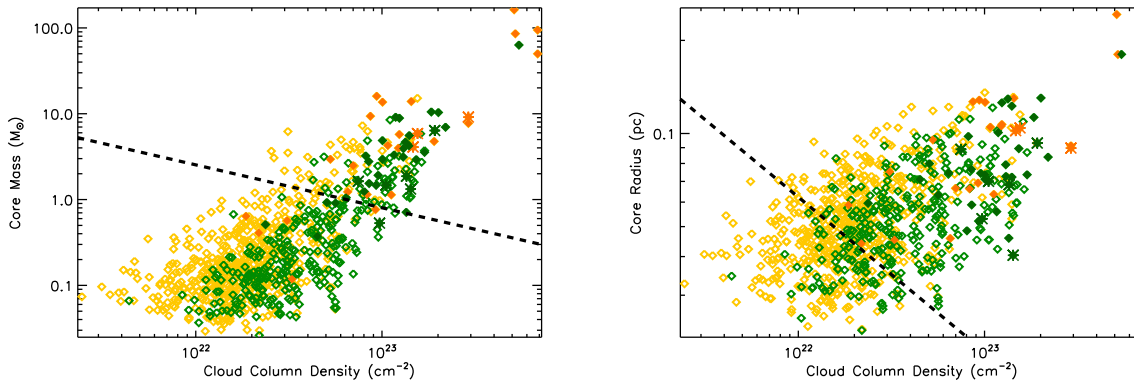 100.0
10.0
1.0
0.1
Core Mass (M⊙)
10²² 10²³
Cloud Column Density (cm⁻²)
0.1
Core Radius (pc)
10²² 10²³
Cloud Column Density (cm⁻²)